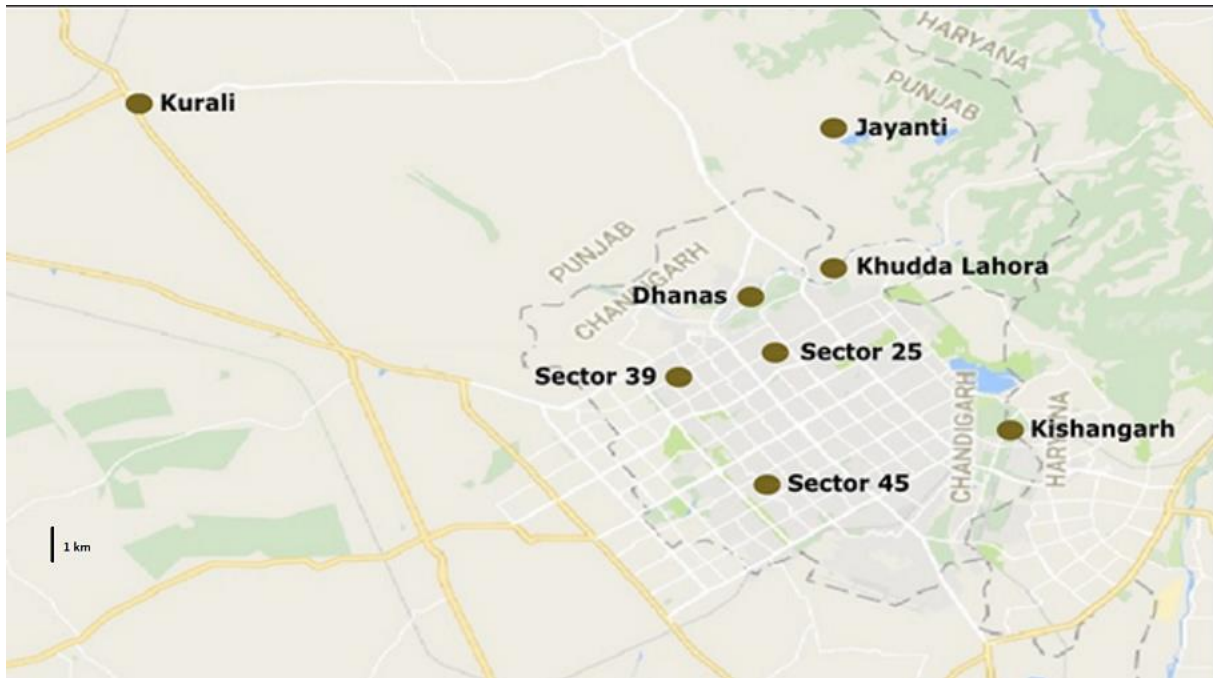 HARYANA
PUNJAB
Kurali
Jayanti
PUNJAB
CHANDIGARH
Khudda Lahora
Dhanas
Sector 25
Sector 39
CHANDIGARH
HARYANA
Kishangarh
Sector 45
1 km